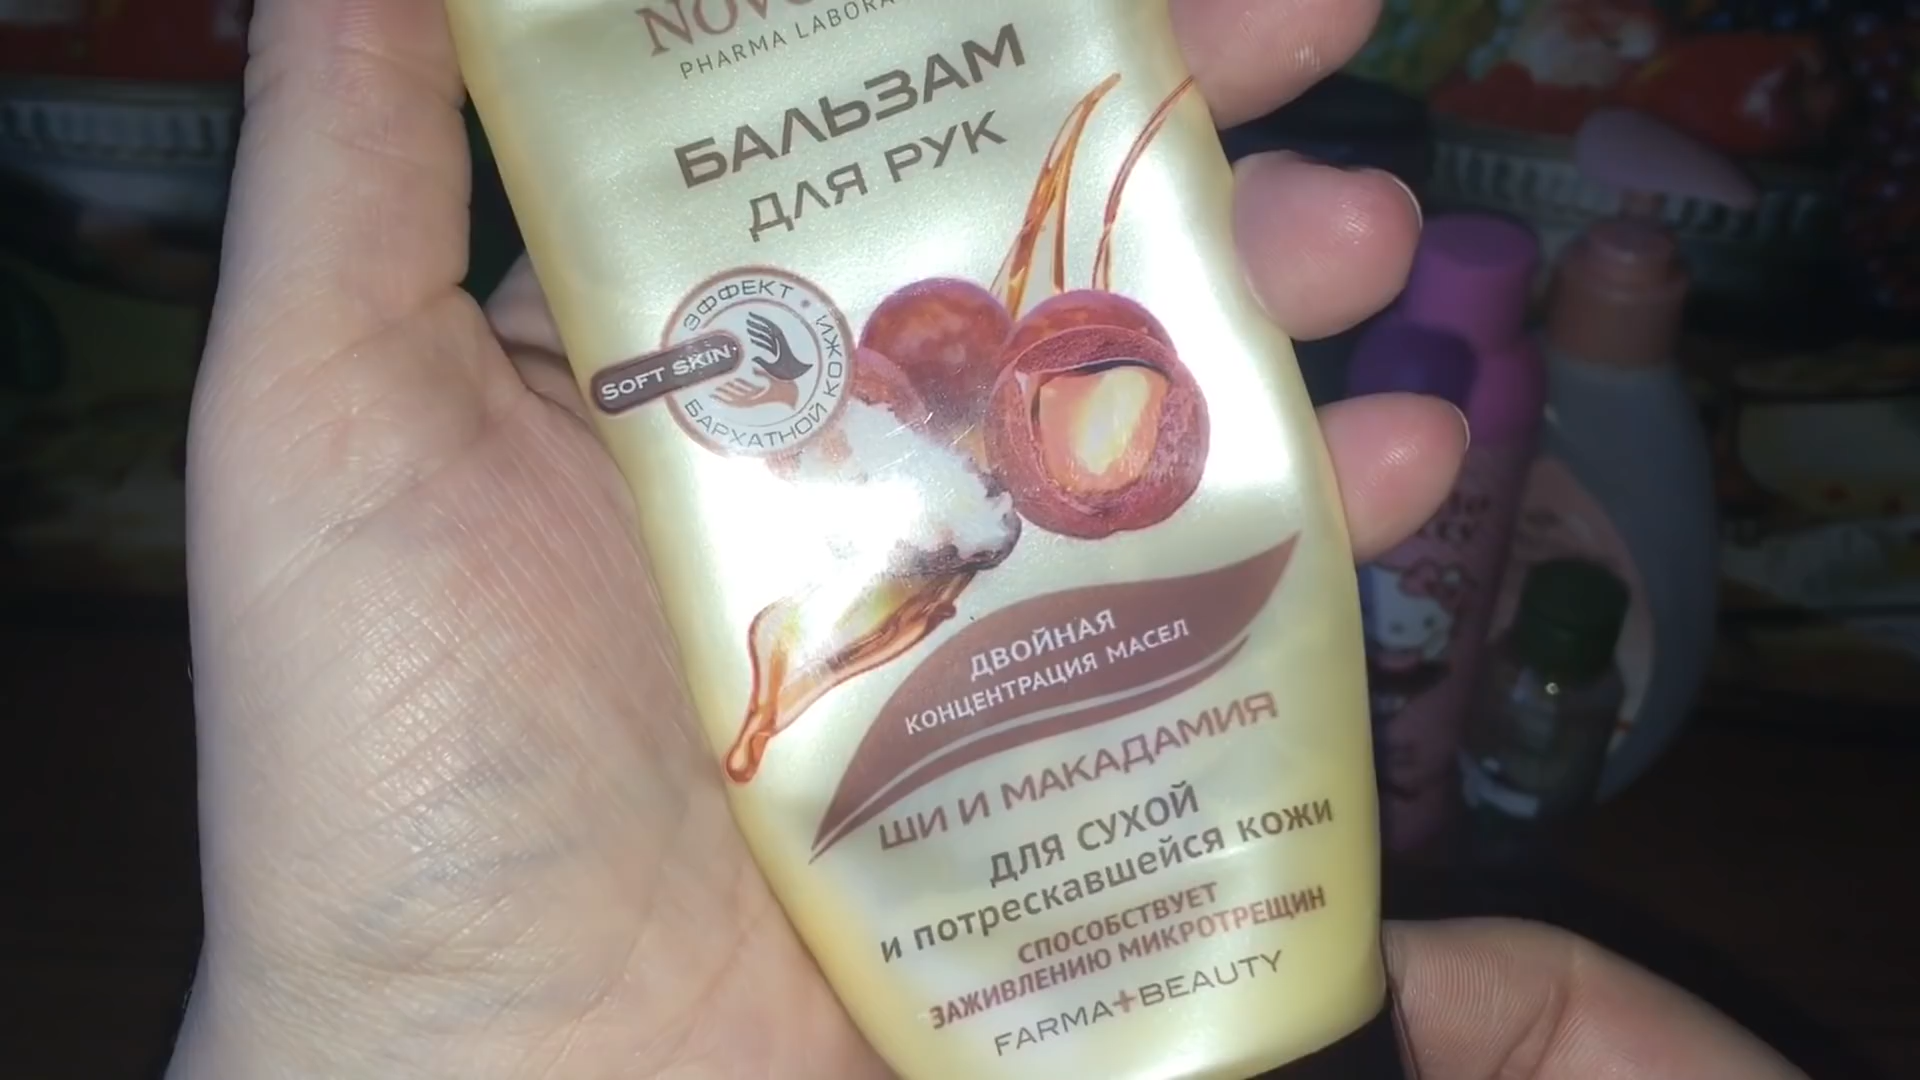 PHARMA
БАЛЬЗАМ
ДЛЯ РУК
ЭФФЕКТ
БАРХАТНОЙ КОЖИ
SOFT SKIN
ДВОЙНАЯ
КОНЦЕНТРАЦИЯ МАСЕЛ
ШИ И МАКАДАМИЯ
ДЛЯ СУХОЙ
и потрескавшейся кожи
СПОСОБСТВУЕТ
ЗАЖИВЛЕНИЮ МИКРОТРЕЩИН
FARMA+BEAUTY